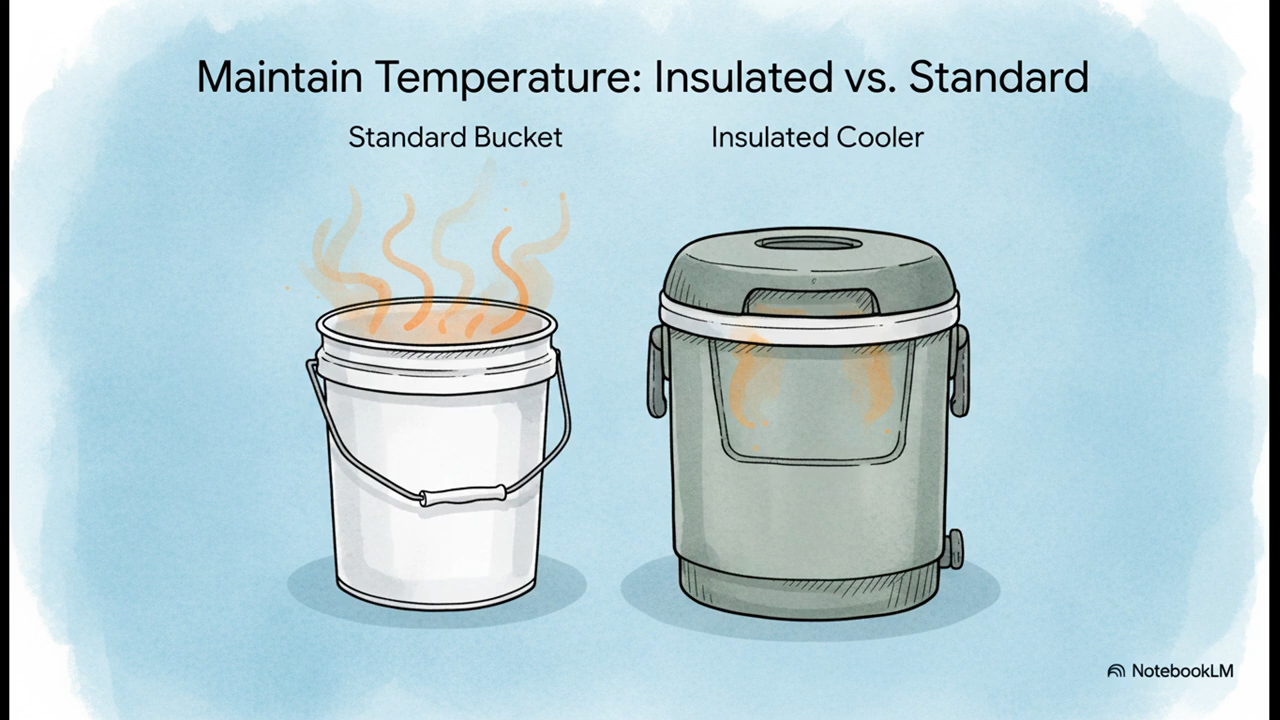 Maintain Temperature: Insulated vs. Standard
Standard Bucket
Insulated Cooler
NotebookLM